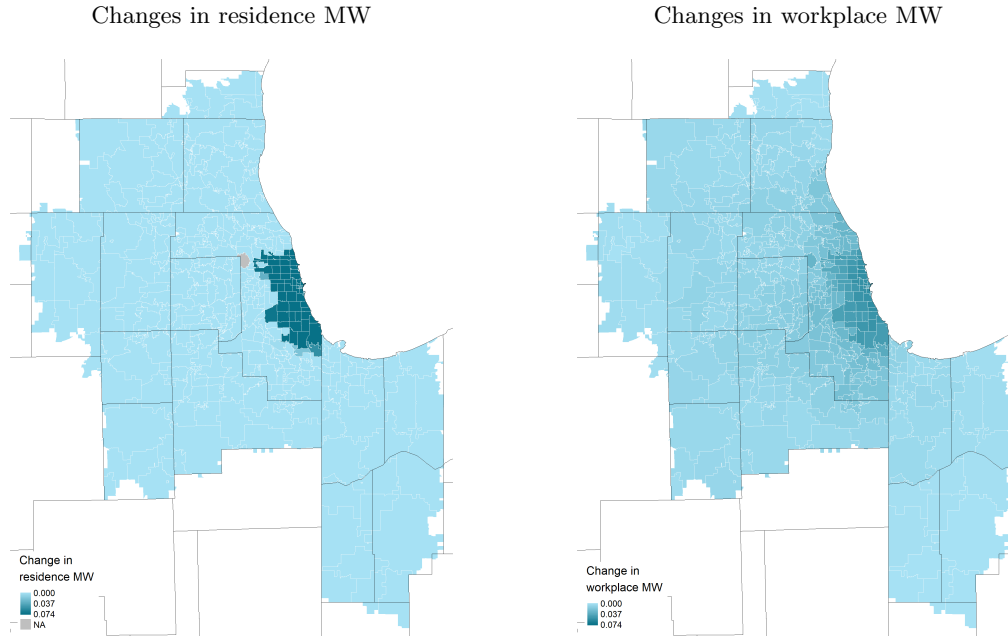 Changes in residence MW
Changes in workplace MW
Change in
residence MW
0.000
0.037
0.074
NA
Change in
workplace MW
0.000
0.037
0.074